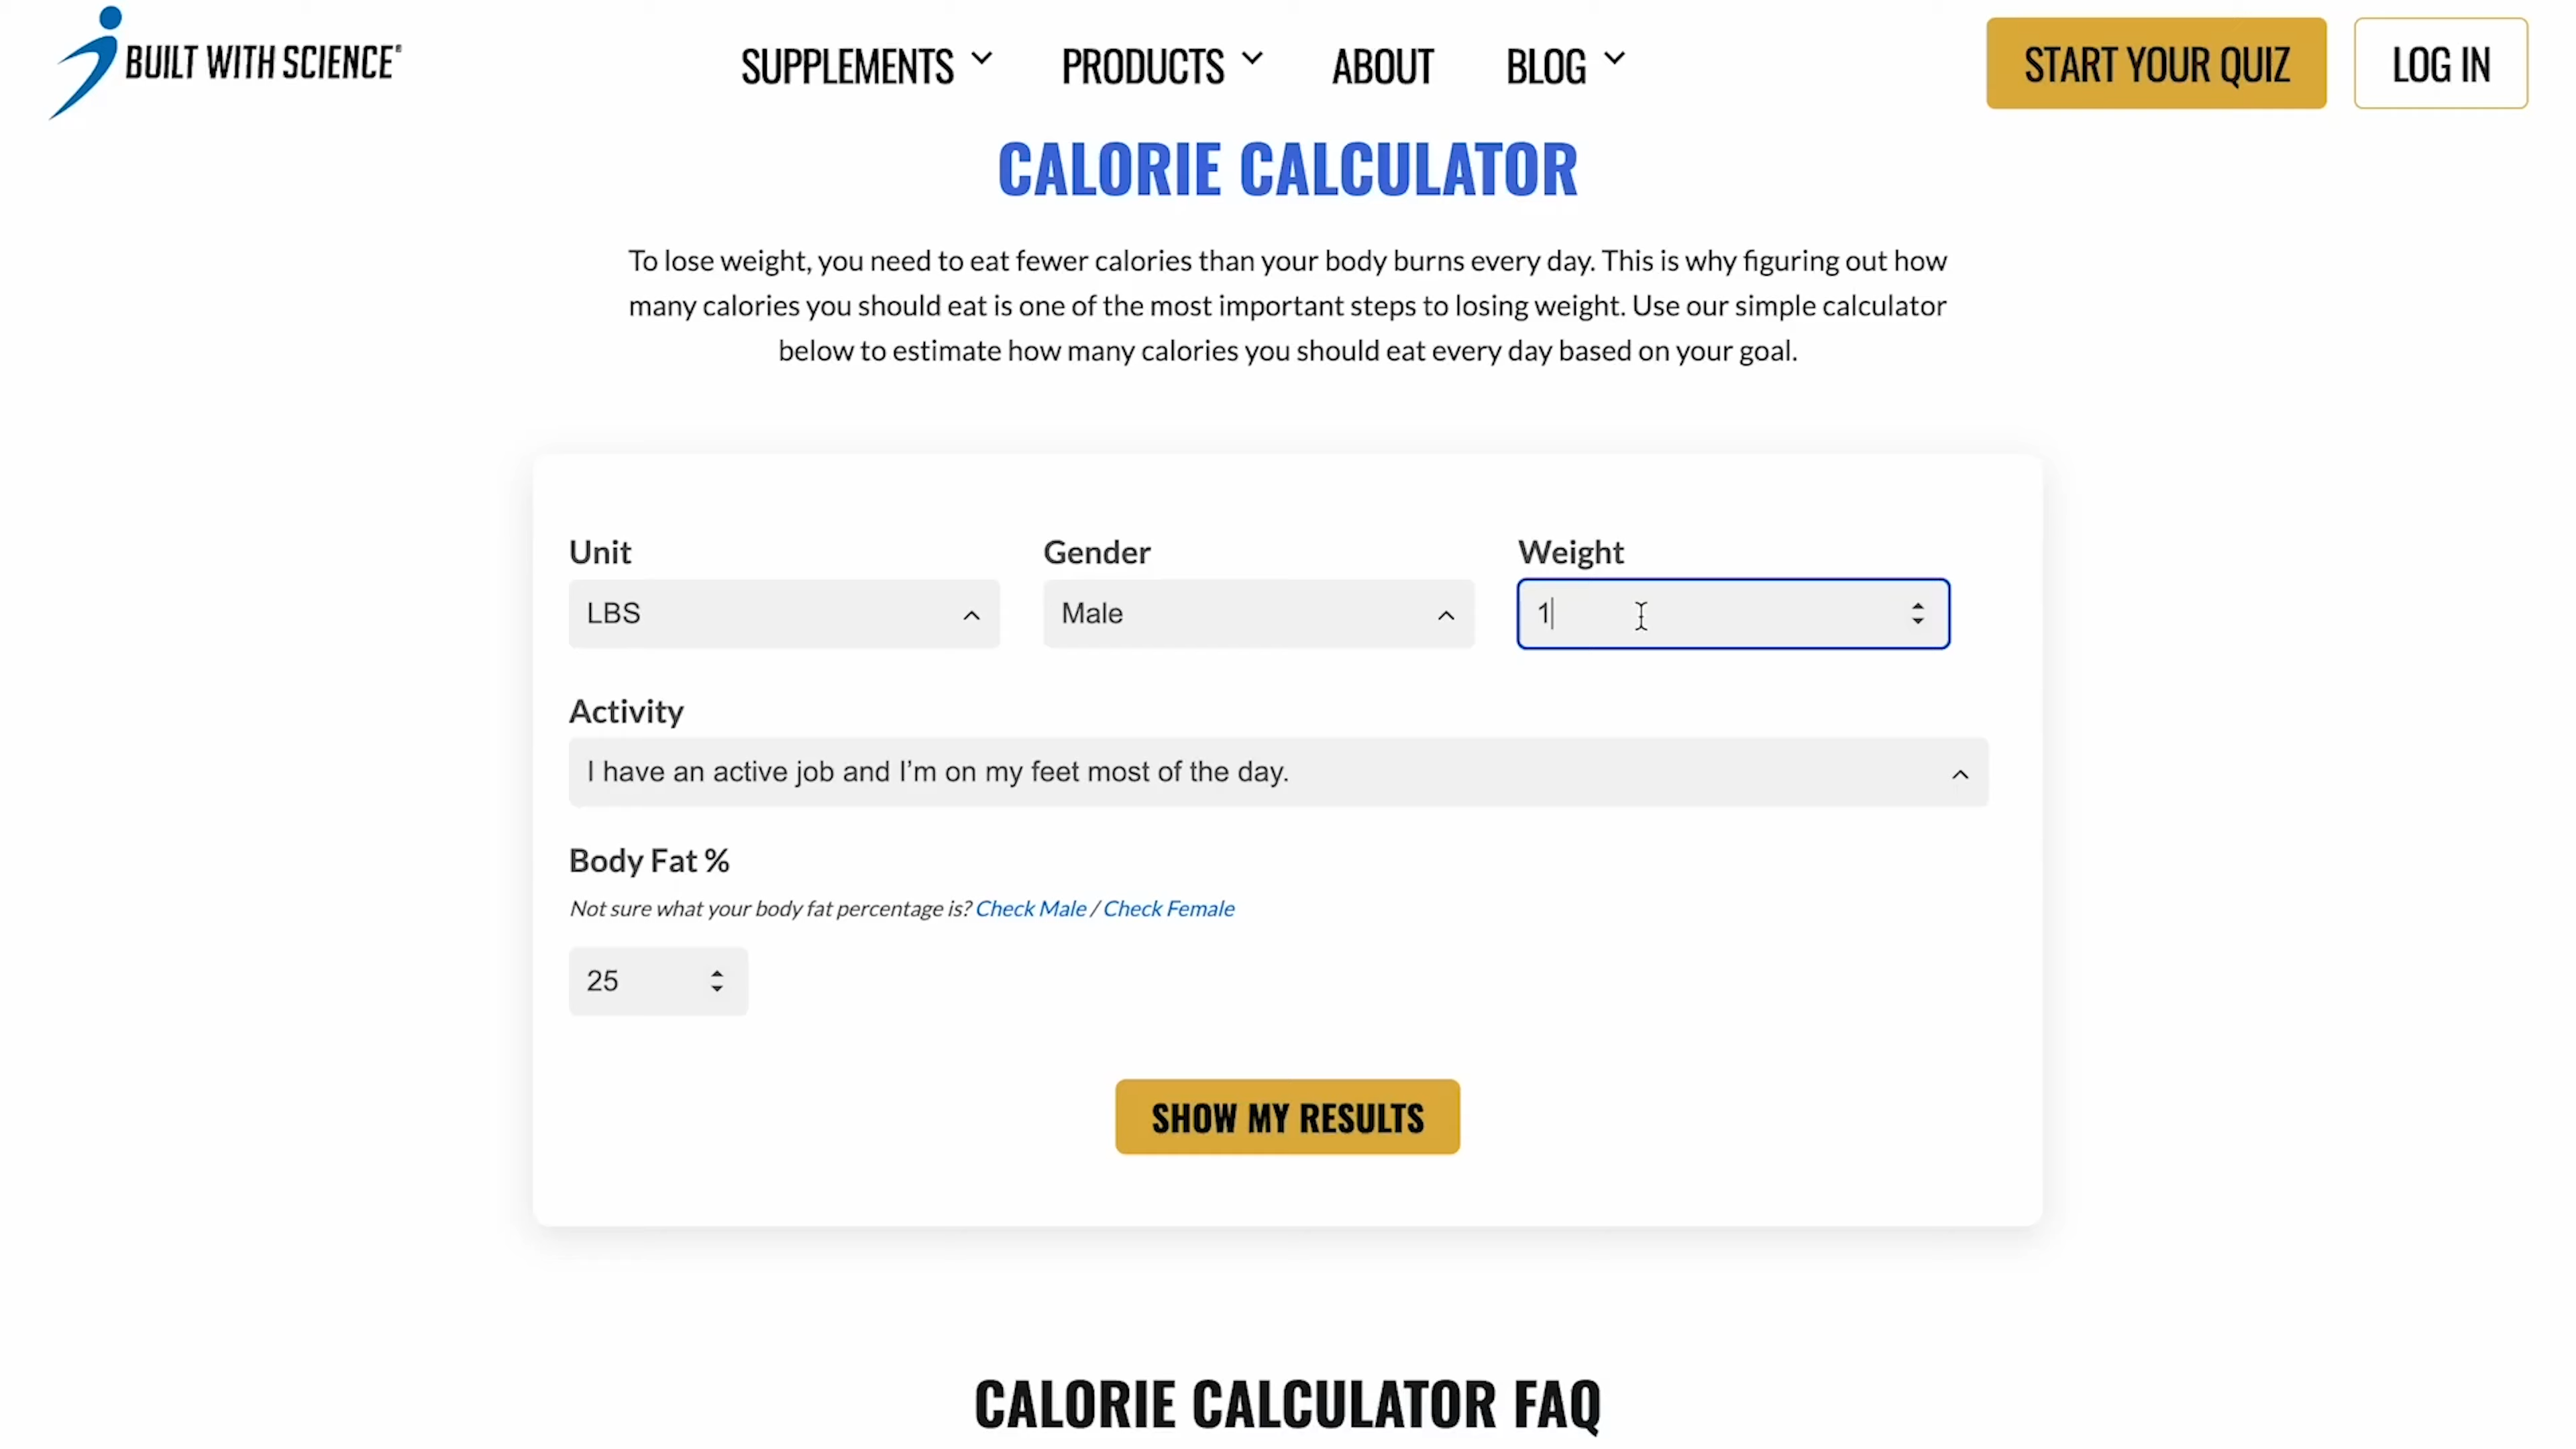 BUILT WITH SCIENCE®
SUPPLEMENTS
PRODUCTS
ABOUT
BLOG
START YOUR QUIZ
LOG IN
CALORIE CALCULATOR
To lose weight, you need to eat fewer calories than your body burns every day. This is why figuring out how
many calories you should eat is one of the most important steps to losing weight. Use our simple calculator
below to estimate how many calories you should eat every day based on your goal.
Unit
Gender
Weight
LBS
Male
1
Activity
I have an active job and I’m on my feet most of the day.
Body Fat %
Not sure what your body fat percentage is? Check Male / Check Female
25
SHOW MY RESULTS
CALORIE CALCULATOR FAQ